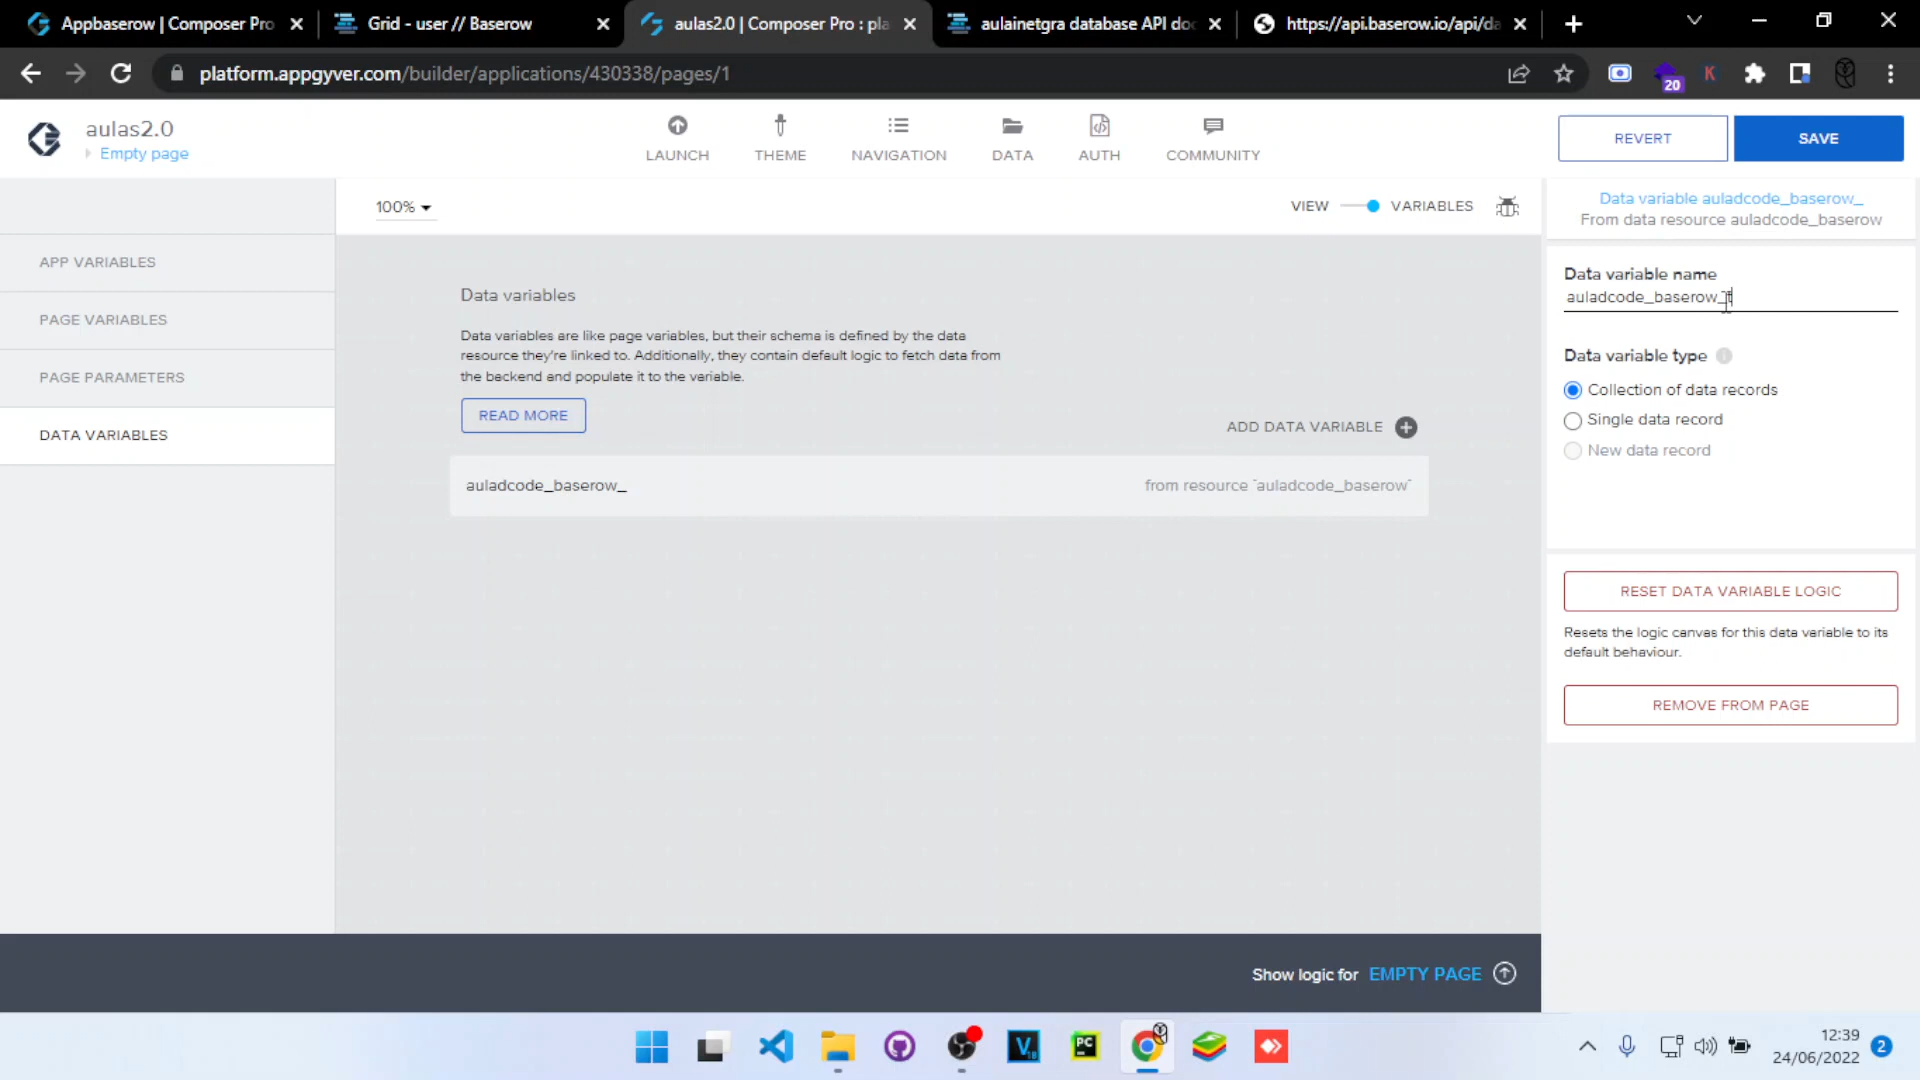 Appbaserow | Composer Pro
Grid - user // Baserow
aulas2.0 | Composer Pro : pla
aulainetgra database API doc
https://api.baserow.io/api/da
platform.appgyver.com/builder/applications/430338/pages/1
20
K
aulas2.0
Empty page
LAUNCH
THEME
NAVIGATION
DATA
AUTH
COMMUNITY
REVERT
SAVE
100%
VIEW
VARIABLES
APP VARIABLES
PAGE VARIABLES
PAGE PARAMETERS
DATA VARIABLES
Data variables
Data variables are like page variables, but their schema is defined by the data
resource they're linked to. Additionally, they contain default logic to fetch data from
the backend and populate it to the variable.
READ MORE
ADD DATA VARIABLE
auladcode_baserow_
from resource "auladcode_baserow"
Data variable auladcode_baserow_
From data resource auladcode_baserow
Data variable name
auladcode_baserow_t
Data variable type
Collection of data records
Single data record
New data record
RESET DATA VARIABLE LOGIC
Resets the logic canvas for this data variable to its
default behaviour.
REMOVE FROM PAGE
Show logic for EMPTY PAGE
PC
12:39
24/06/2022
2